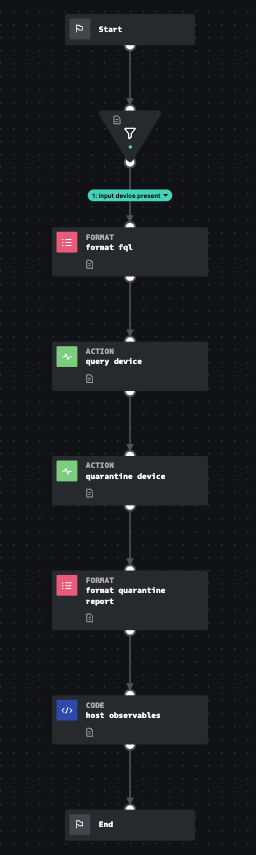 Start
1: input device present
FORMAT
format fql
ACTION
query device
ACTION
quarantine device
FORMAT
format quarantine
report
CODE
host observables
End